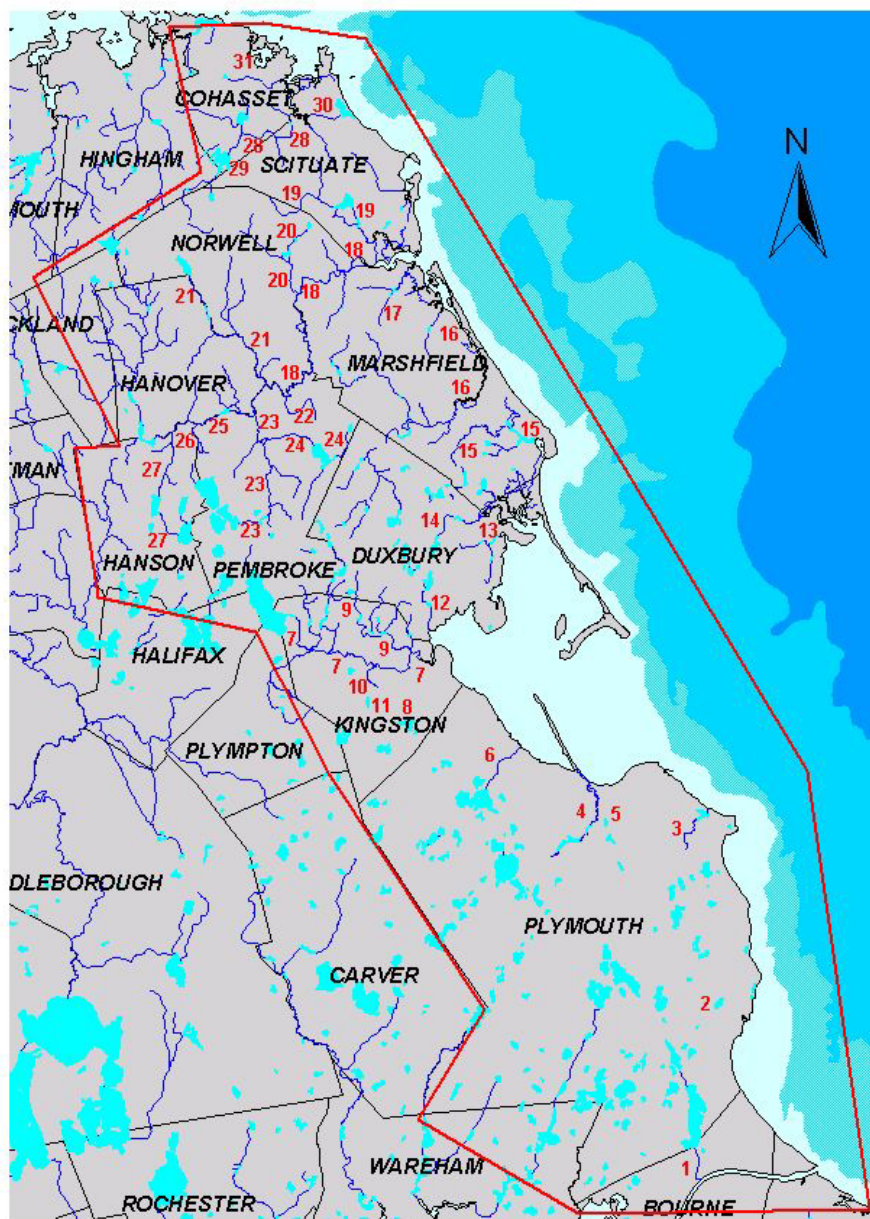 31
COHASSET
30
N
28
28
HINGHAM
29
SCITUATE
MOUTH
19
19
20
NORWELL
18
20
18
21
17
CKLAND
16
21
MARSHFIELD
18
HANOVER
16
22
25
23
15
26
24
24
15
TMAN
27
23
14
13
23
27
DUXBURY
HANSON
PEMBROKE
12
9
7
9
HALIFAX
7
7
10
11
8
KINGSTON
PLYMPTON
6
4
5
3
DLEBOROUGH
PLYMOUTH
CARVER
2
WAREHAM
1
ROCHESTER
BOURNE